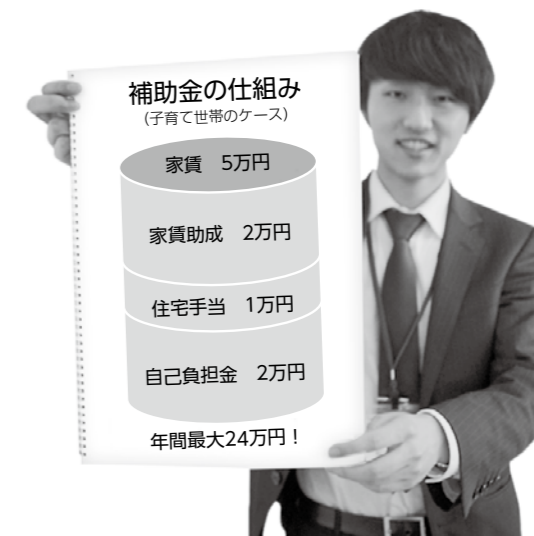 補助金の仕組み
(子育て世帯のケース)
家賃　5万円
家賃助成　2万円
住宅手当　1万円
自己負担金　2万円
年間最大24万円！